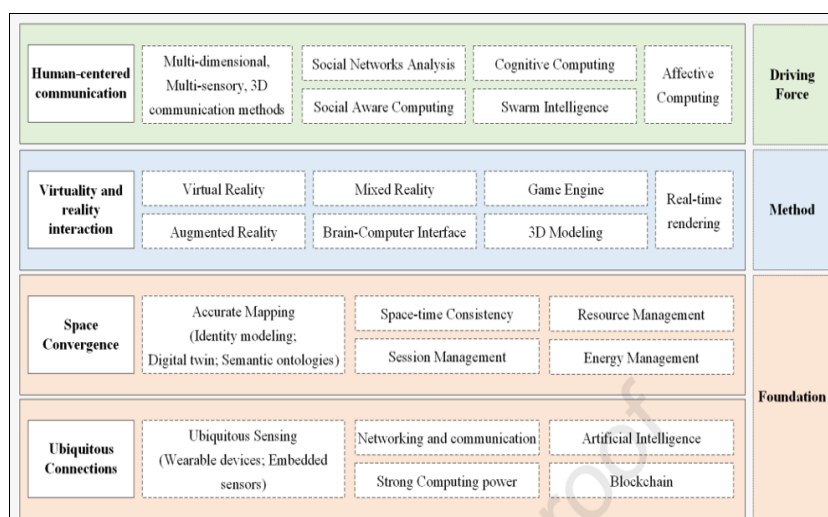 Human-centered
communication
Multi-dimensional,
Multi-sensory, 3D
communication methods
Social Networks Analysis
Social Aware Computing
Cognitive Computing
Swarm Intelligence
Affective
Computing
Driving
Force
Virtuality and
reality
interaction
Virtual Reality
Augmented Reality
Mixed Reality
Brain-Computer Interface
Game Engine
3D Modeling
Real-time
rendering
Method
Space
Convergence
Accurate Mapping
(Identity modeling;
Digital twin; Semantic ontologies)
Space-time Consistency
Session Management
Resource Management
Energy Management
Foundation
Ubiquitous
Connections
Ubiquitous Sensing
(Wearable devices; Embedded
sensors)
Networking and communication
Strong Computing power
Artificial Intelligence
Blockchain
roof